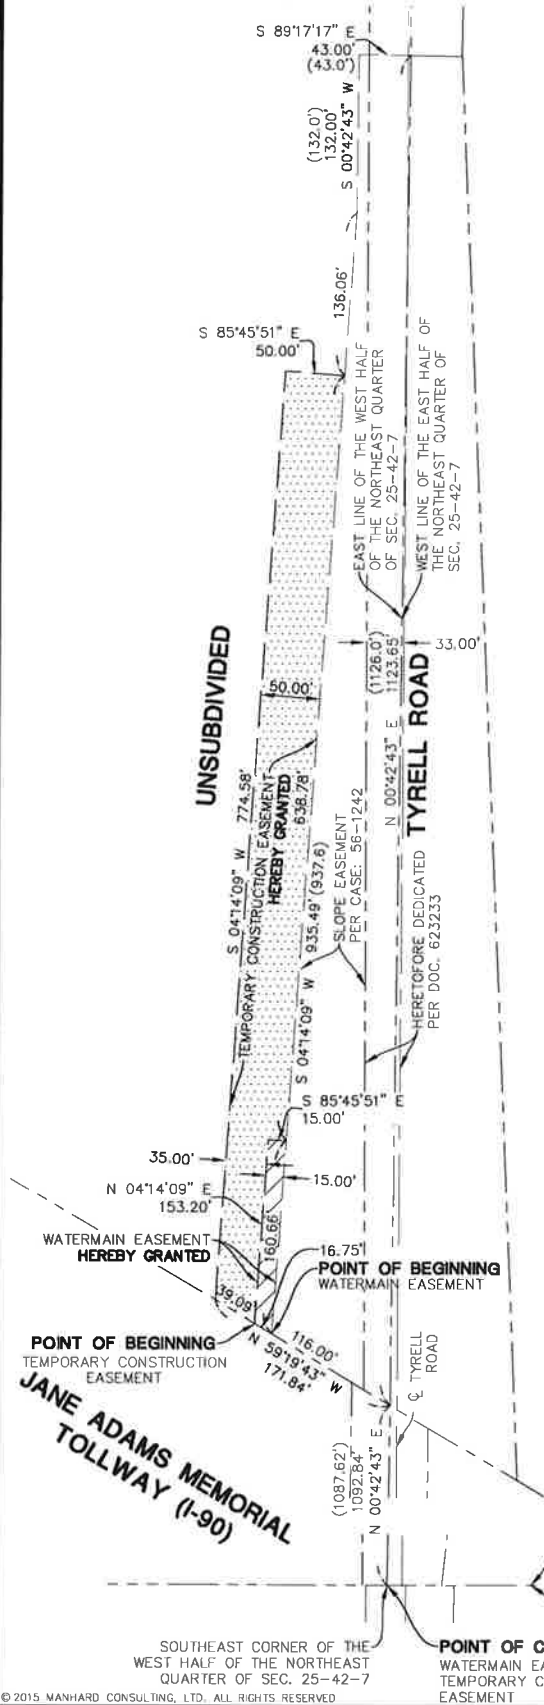 S 89°17'17" E
43.00'
(43.0')
(132.0')
132.00'
S 00°42'43" W
136.06'
S 85°45'51" E
50.00'
EAST LINE OF THE WEST HALF
OF THE NORTHEAST QUARTER
OF SEC. 25-42-7
WEST LINE OF THE EAST HALF OF
THE NORTHEAST QUARTER OF
SEC. 25-42-7
UNSUBDIVIDED
50.00'
(1126.0')
1123.65'
33.00'
N 00°42'43" E
TYRELL ROAD
S 04°14'09" W 774.58'
TEMPORARY CONSTRUCTION EASEMENT
HEREBY GRANTED
638.78'
S 04°14'09" W 935.49' (937.6)
SLOPE EASEMENT
PER CASE: 56-1242
HERETOFORE DEDICATED
PER DOC. 623233
S 85°45'51" E
15.00'
35.00'
15.00'
N 04°14'09" E
153.20'
160.66'
WATERMAIN EASEMENT
HEREBY GRANTED
16.75'
POINT OF BEGINNING
WATERMAIN EASEMENT
39.09'
POINT OF BEGINNING
TEMPORARY CONSTRUCTION
EASEMENT
116.00'
N 59°19'43" W
171.84'
℄ TYRELL
ROAD
JANE ADAMS MEMORIAL
TOLLWAY (I-90)
(1087.62')
1092.84'
N 00°42'43" E
SOUTHEAST CORNER OF THE
WEST HALF OF THE NORTHEAST
QUARTER OF SEC. 25-42-7
POINT OF C
WATERMAIN EA
TEMPORARY C
EASEMENT
© 2015 MANHARD CONSULTING, LTD. ALL RIGHTS RESERVED